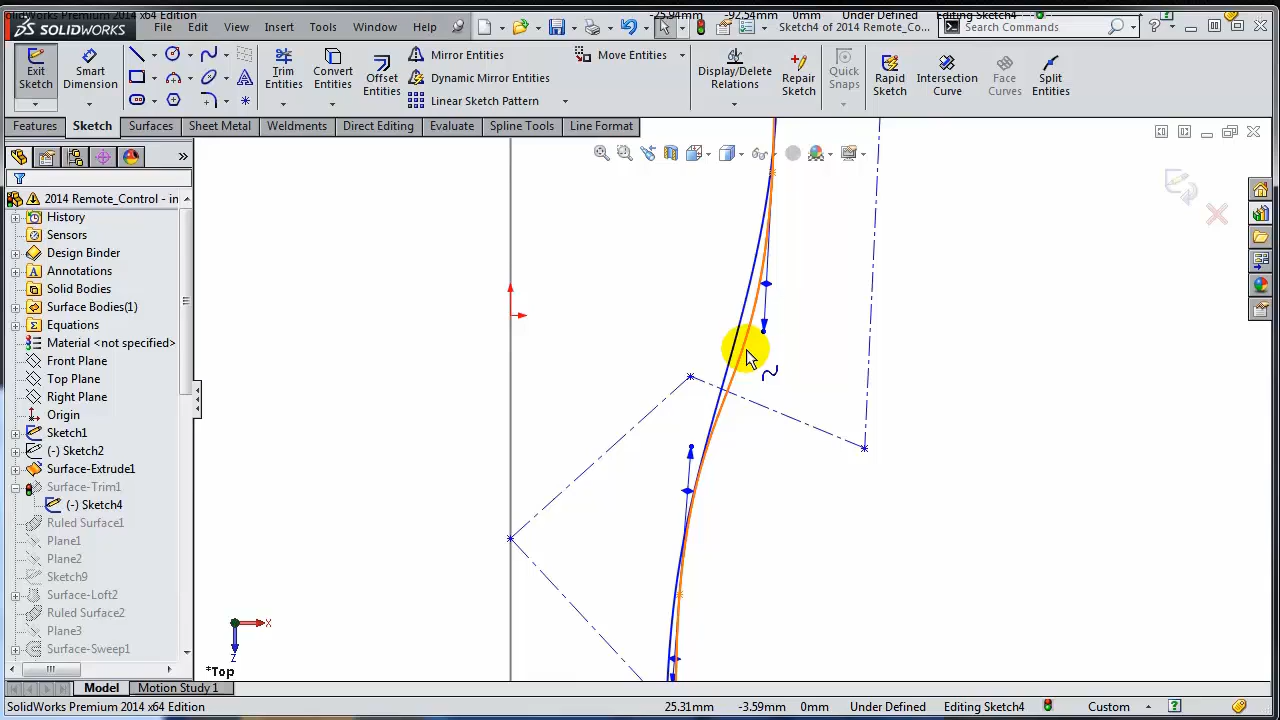 SolidWorks Premium 2014 x64 Edition -25.94mm -92.54mm 0mm Under Defined Editing Sketch4
SOLIDWORKS File Edit View Insert Tools Window Help Sketch4 of 2014 Remote_Co... Search Commands
Exit Sketch
Smart Dimension
Trim Entities
Convert Entities
Offset Entities
Mirror Entities
Dynamic Mirror Entities
Linear Sketch Pattern
Move Entities
Display/Delete Relations
Repair Sketch
Quick Snaps
Rapid Sketch
Intersection Curve
Face Curves
Split Entities
Features Sketch Surfaces Sheet Metal Weldments Direct Editing Evaluate Spline Tools Line Format
2014 Remote_Control - in
History
Sensors
Design Binder
Annotations
Solid Bodies
Surface Bodies(1)
Equations
Material <not specified>
Front Plane
Top Plane
Right Plane
Origin
Sketch1
(-) Sketch2
Surface-Extrude1
Surface-Trim1
(-) Sketch4
Ruled Surface1
Plane1
Plane2
Sketch9
Surface-Loft2
Ruled Surface2
Plane3
Surface-Sweep1
X
Z
*Top
Model Motion Study 1
SolidWorks Premium 2014 x64 Edition 25.31mm -3.59mm 0mm Under Defined Editing Sketch4 Custom